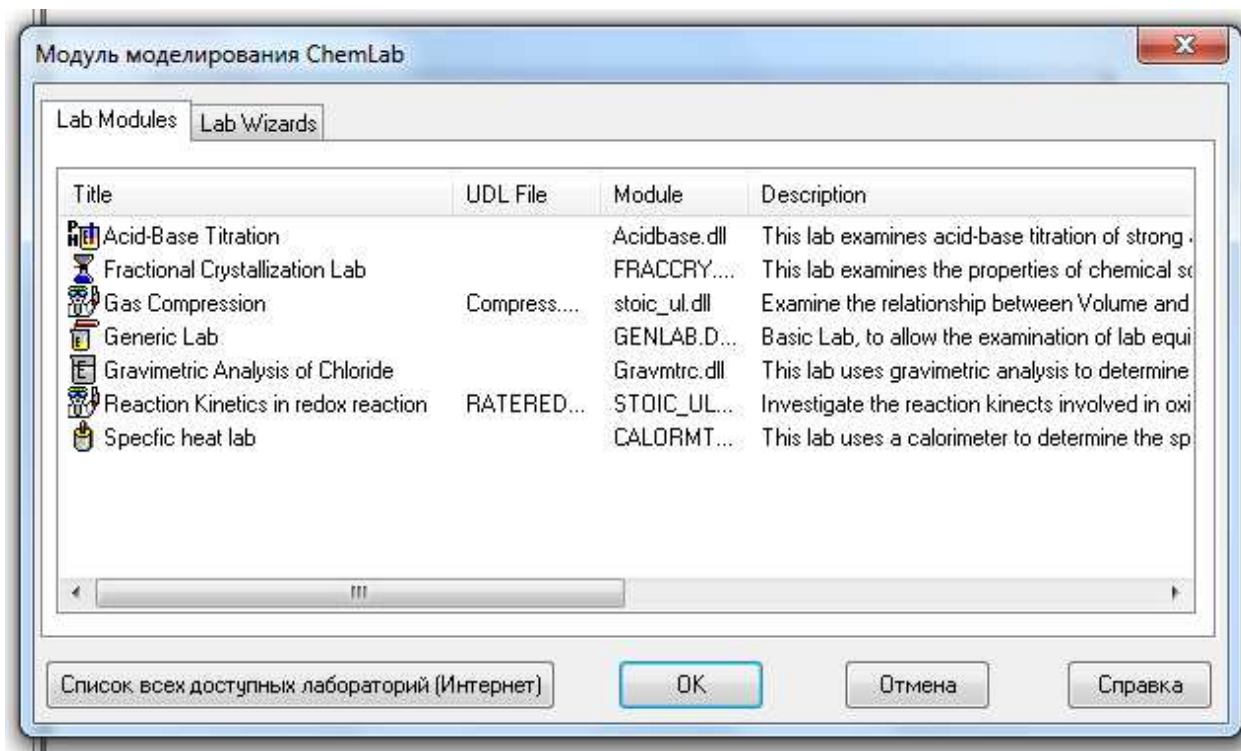 Модуль моделирования ChemLab
Lab Modules Lab Wizards
Title UDL File Module Description
Acid-Base Titration Acidbase.dll This lab examines acid-base titration of strong
Fractional Crystallization Lab FRACCRY.... This lab examines the properties of chemical
Gas Compression Compress.... stoic_ul.dll Examine the relationship between Volume and
Generic Lab GENLAB.D... Basic Lab, to allow the examination of lab equi
Gravimetric Analysis of Chloride Gravmtrc.dll This lab uses gravimetric analysis to determine
Reaction Kinetics in redox reaction RATERED... STOIC_UL... Investigate the reaction kinects involved in oxi
Specfic heat lab CALORMT... This lab uses a calorimeter to determine the sp
Список всех доступных лабораторий (Интернет) OK Отмена Справка